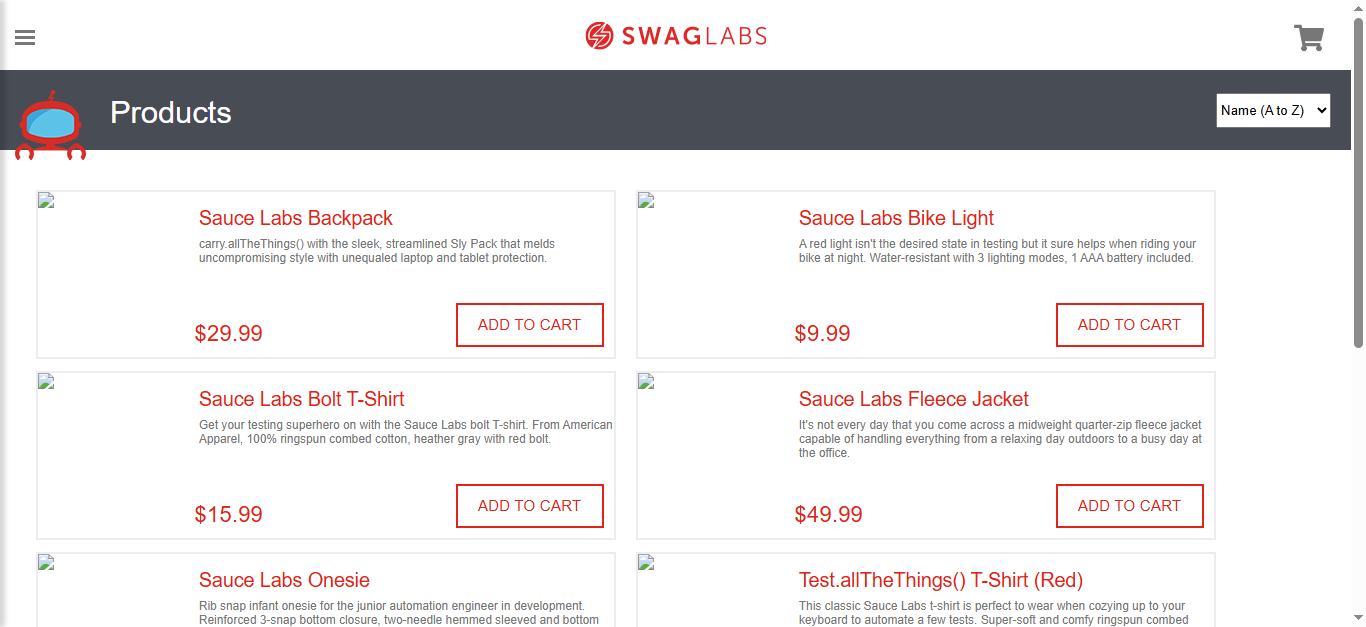 SWAGLABS
Products
Name (A to Z)
Sauce Labs Backpack
carry.allTheThings() with the sleek, streamlined Sly Pack that melds
uncompromising style with unequaled laptop and tablet protection.
$29.99
ADD TO CART
Sauce Labs Bike Light
A red light isn't the desired state in testing but it sure helps when riding your
bike at night. Water-resistant with 3 lighting modes, 1 AAA battery included.
$9.99
ADD TO CART
Sauce Labs Bolt T-Shirt
Get your testing superhero on with the Sauce Labs bolt T-shirt. From American
Apparel, 100% ringspun combed cotton, heather gray with red bolt.
$15.99
ADD TO CART
Sauce Labs Fleece Jacket
It's not every day that you come across a midweight quarter-zip fleece jacket
capable of handling everything from a relaxing day outdoors to a busy day at
the office.
$49.99
ADD TO CART
Sauce Labs Onesie
Rib snap infant onesie for the junior automation engineer in development.
Reinforced 3-snap bottom closure, two-needle hemmed sleeved and bottom
Test.allTheThings() T-Shirt (Red)
This classic Sauce Labs t-shirt is perfect to wear when cozying up to your
keyboard to automate a few tests. Super-soft and comfy ringspun combed